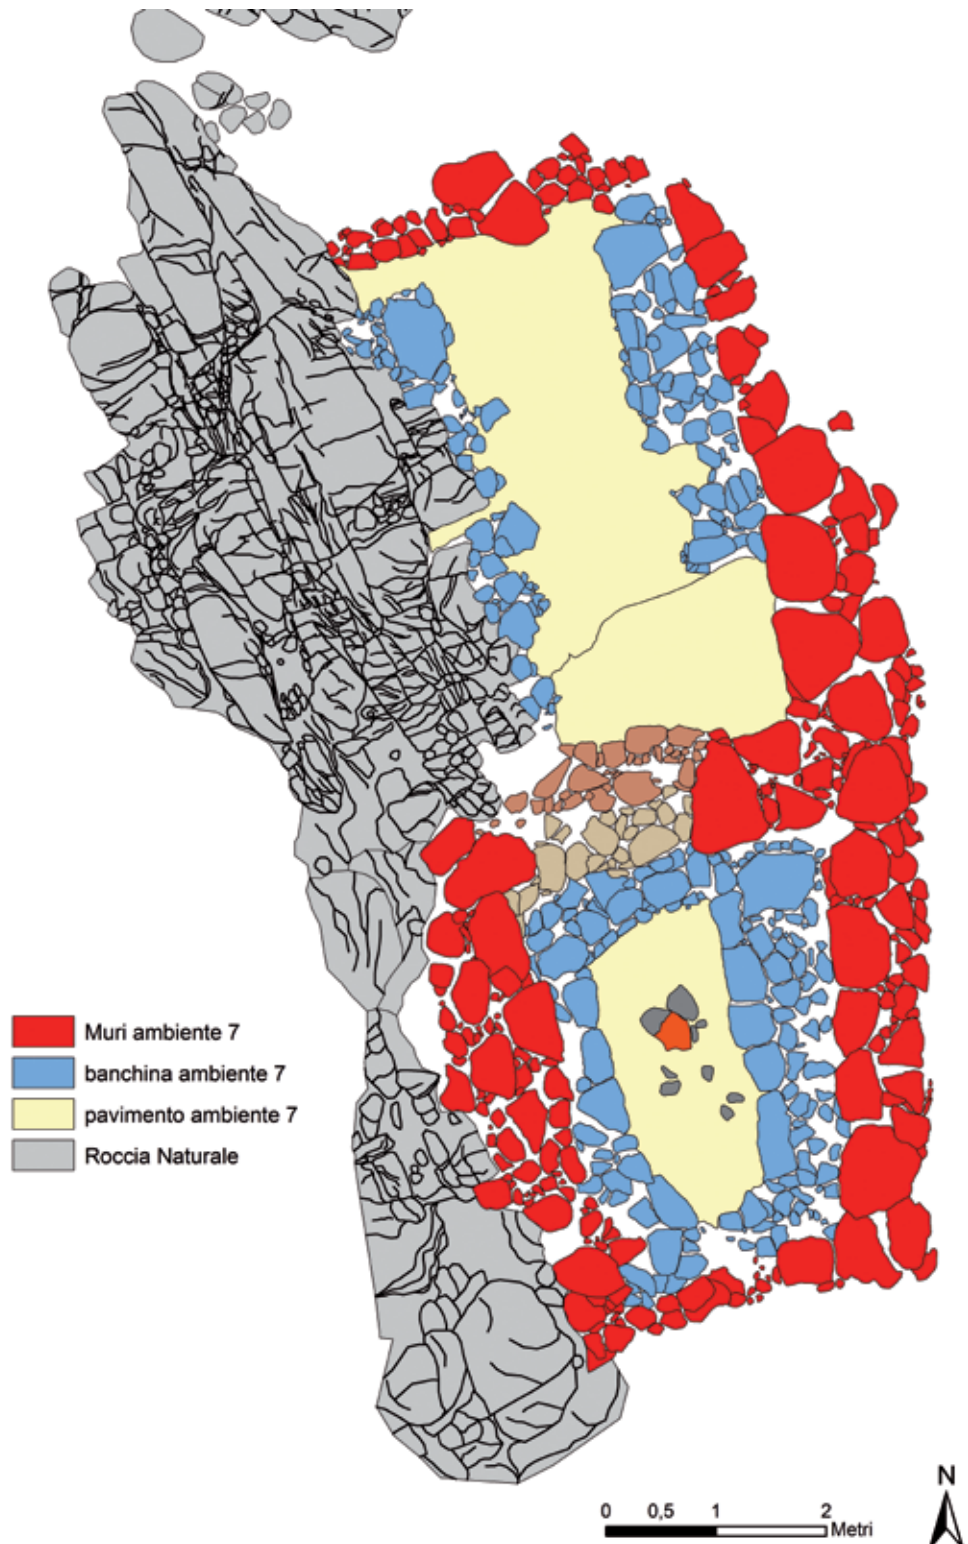 Muri ambiente 7
banchina ambiente 7
pavimento ambiente 7
Roccia Naturale
N
0 0,5 1 2
Metri